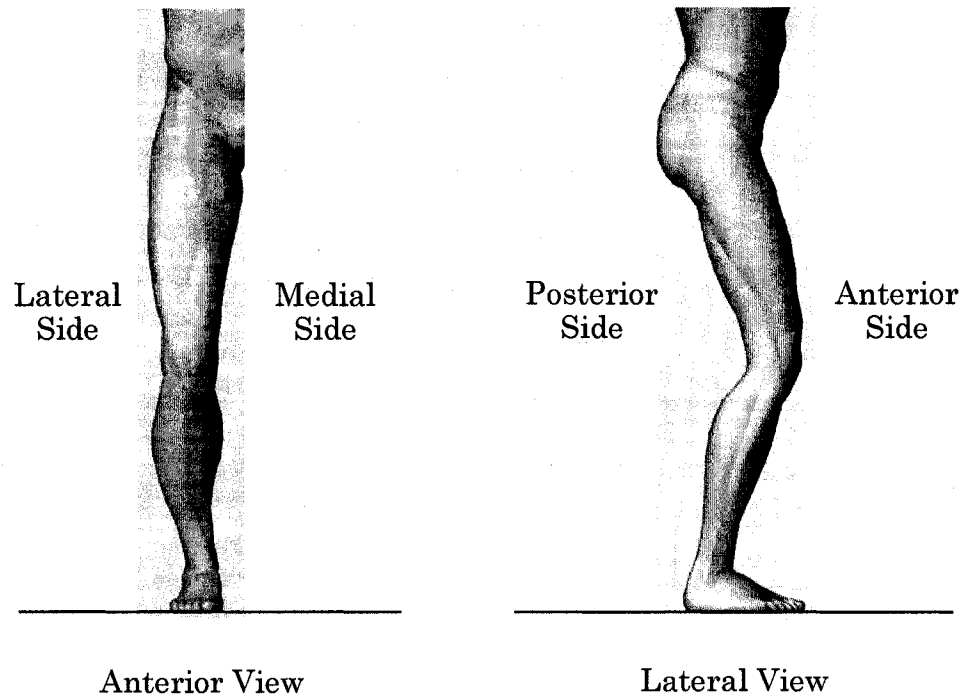 Lateral
Side
Medial
Side
Posterior
Side
Anterior
Side
Anterior View
Lateral View